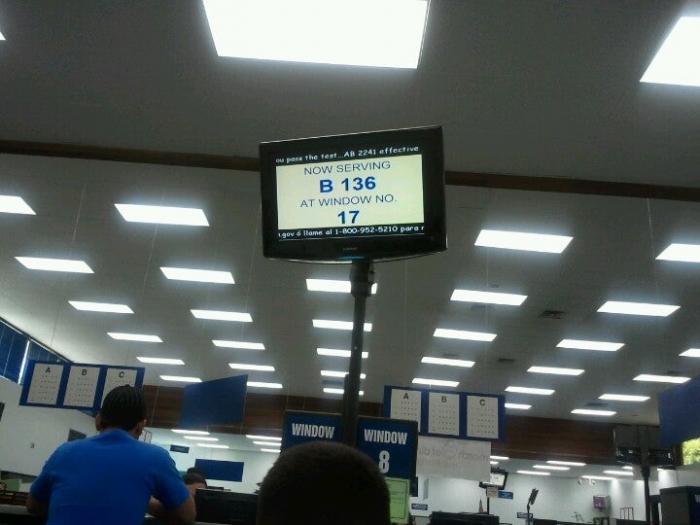 ou pass the test...AB 2241 effective
NOW SERVING
B 136
AT WINDOW NO.
17
.gov ó llame al 1-800-952-5210 para
A B C
A B C
WINDOW
WINDOW
8